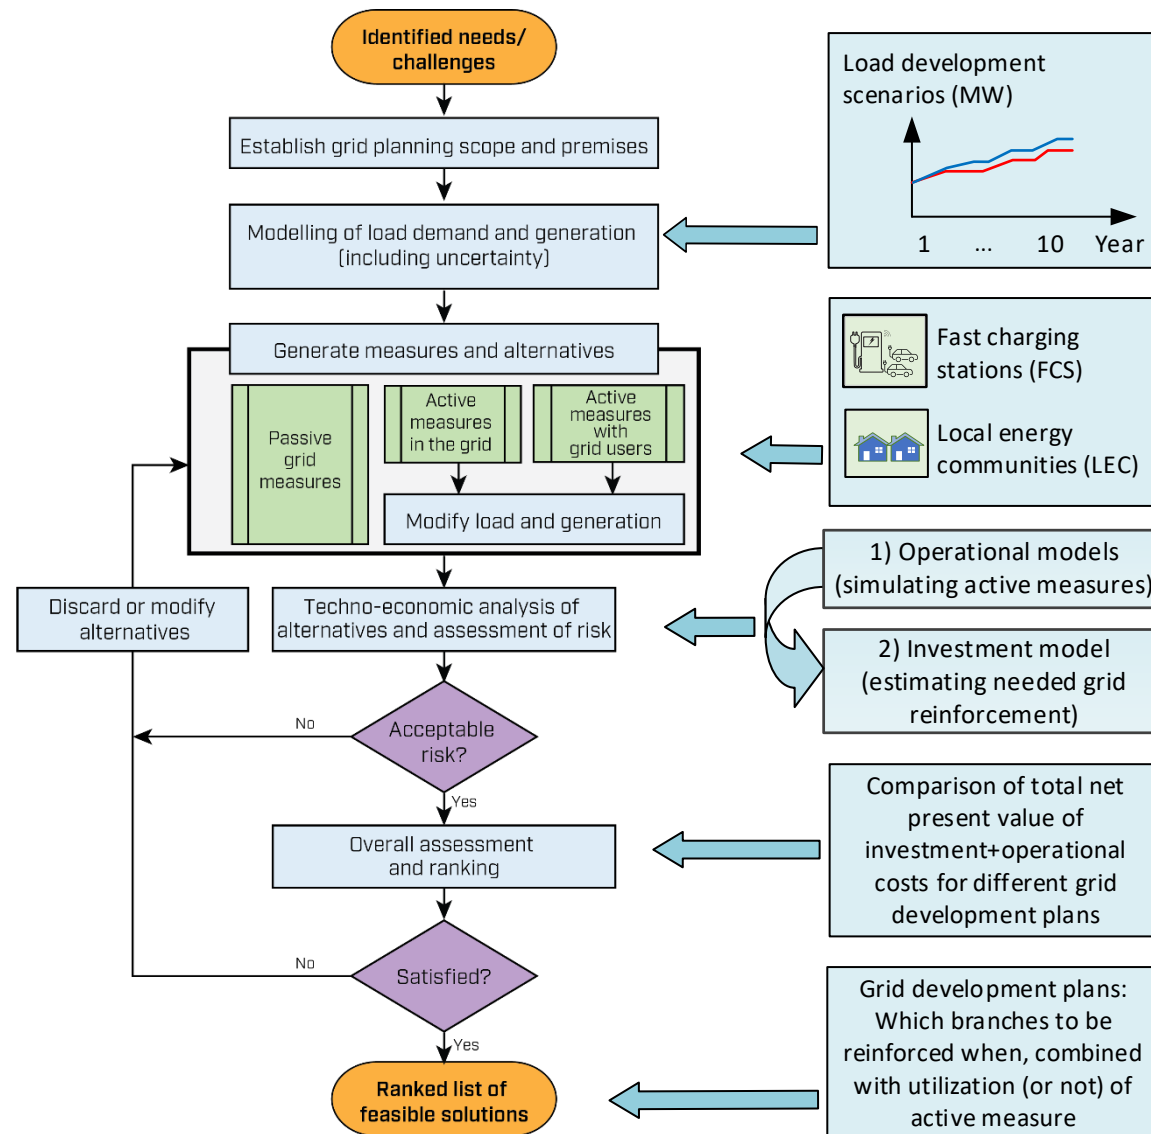 Identified needs/
challenges
Establish grid planning scope and premises
Modelling of load demand and generation
(including uncertainty)
Generate measures and alternatives
Passive
grid
measures
Active
measures
in the grid
Active
measures
with
grid users
Modify load and generation
Discard or modify
alternatives
Techno-economic analysis of
alternatives and assessment of risk
No
Acceptable
risk?
Yes
Overall assessment
and ranking
No
Satisfied?
Yes
Ranked list of
feasible solutions
Load development
scenarios (MW)
1 ... 10 Year
Fast charging
stations (FCS)
Local energy
communities (LEC)
1) Operational models
(simulating active measures)
2) Investment model
(estimating needed grid
reinforcement)
Comparison of total net
present value of
investment+operational
costs for different grid
development plans
Grid development plans:
Which branches to be
reinforced when, combined
with utilization (or not) of
active measure